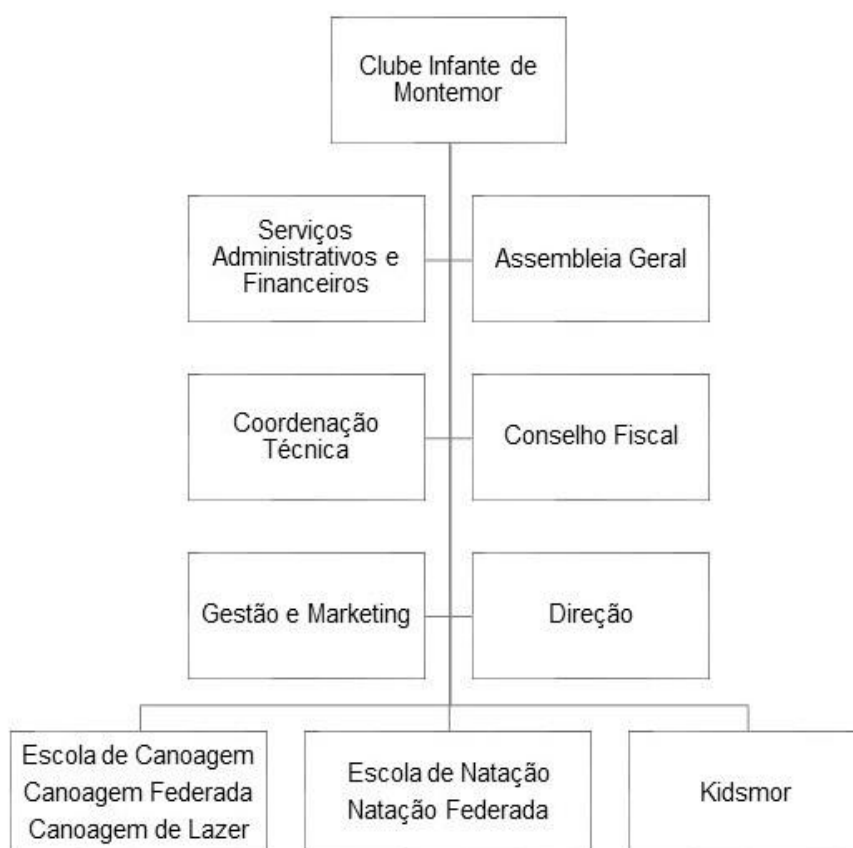 Clube Infante de
Montemor
Serviços
Administrativos e
Financeiros
Assembleia Geral
Coordenação
Técnica
Conselho Fiscal
Gestão e Marketing
Direção
Escola de Canoagem
Canoagem Federada
Canoagem de Lazer
Escola de Natação
Natação Federada
Kidsmor